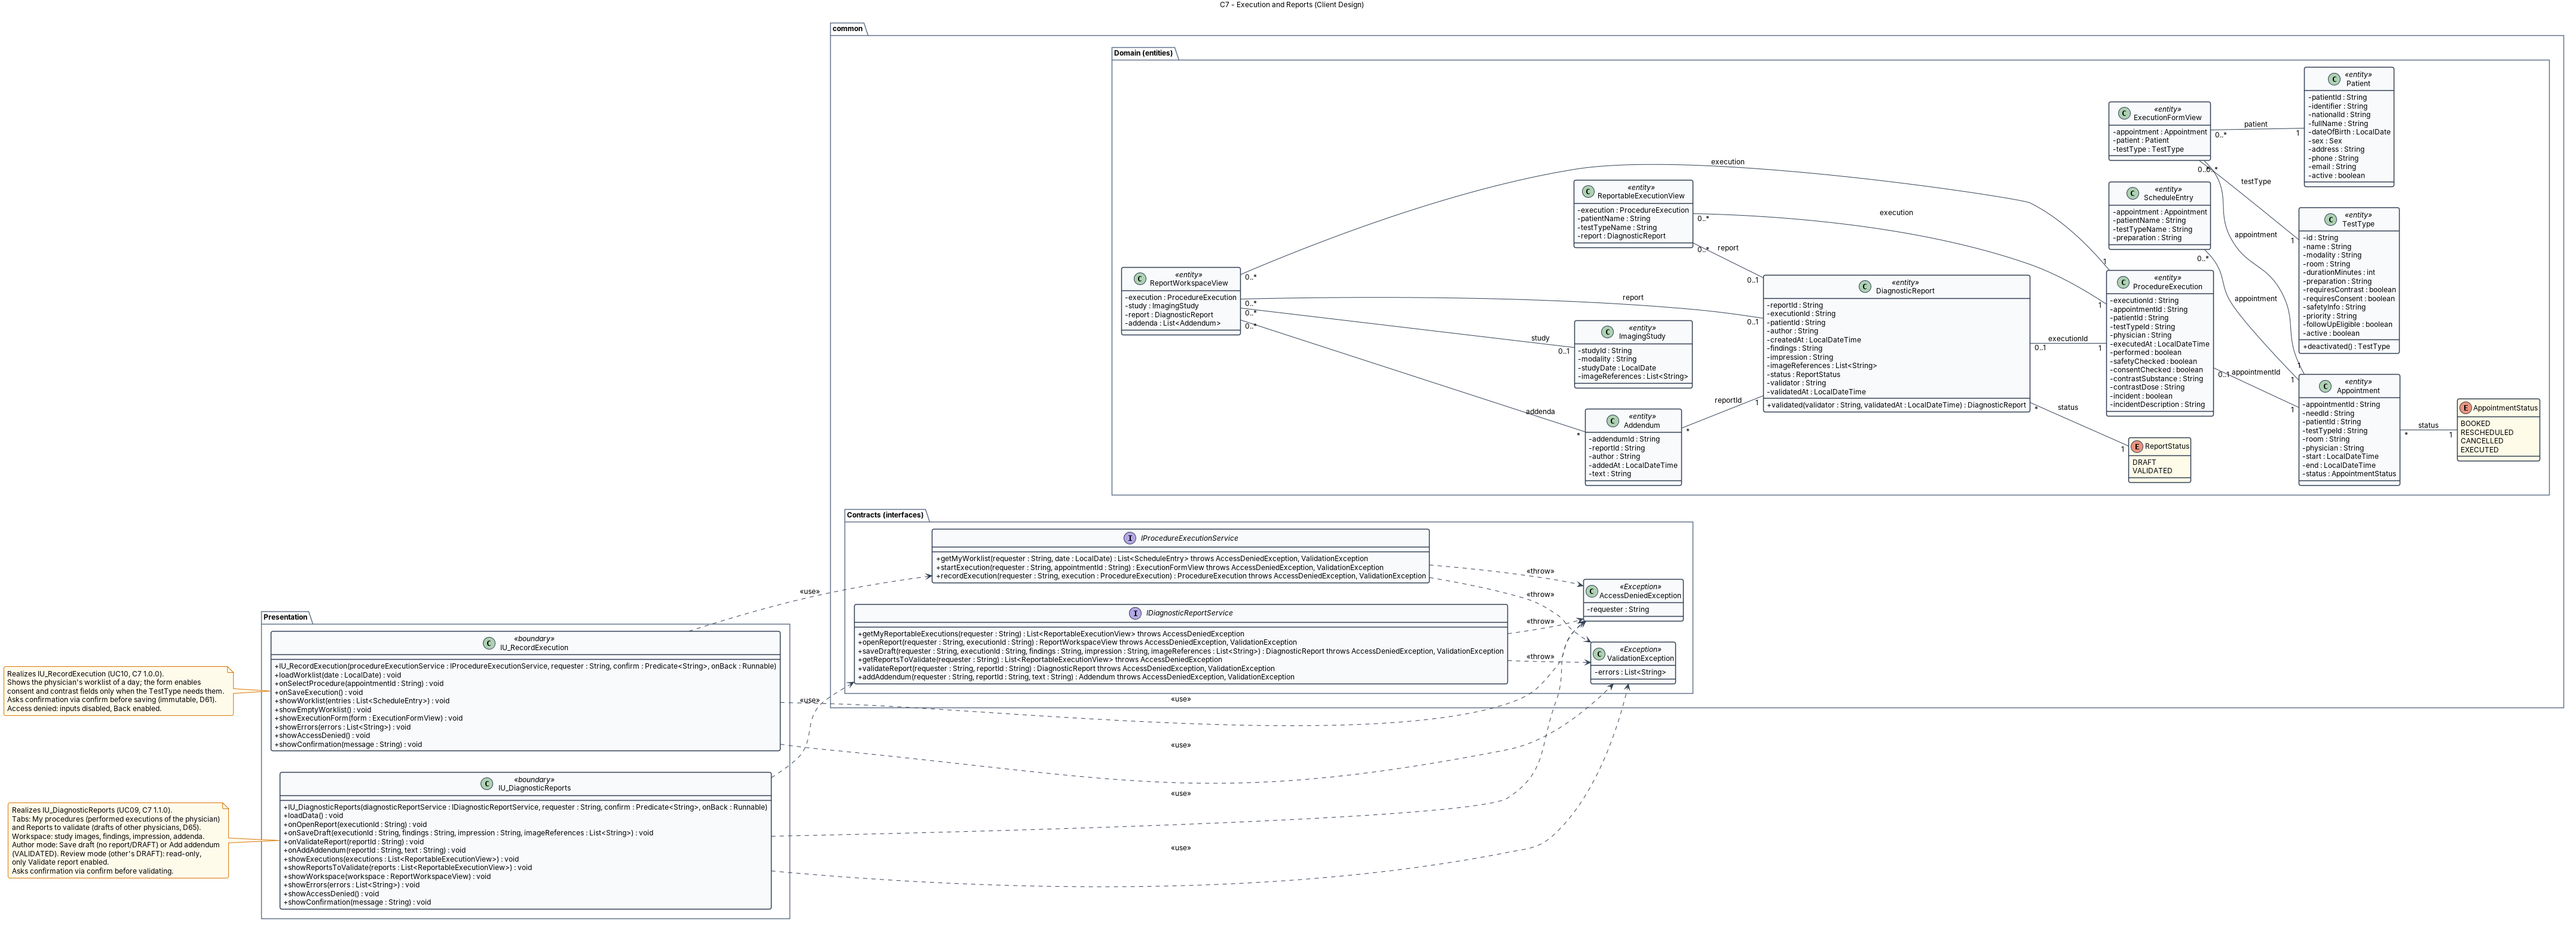 C7 - Execution and Reports (Client Design)
common
Domain (entities)
«entity»
Patient
-patientId : String
-identifier : String
-nationalId : String
-fullName : String
-dateOfBirth : LocalDate
-sex : Sex
-address : String
-phone : String
-email : String
-active : boolean
«entity»
ExecutionFormView
-appointment : Appointment
-patient : Patient
-testType : TestType
patient
0..*
1
execution
«entity»
ReportableExecutionView
-execution : ProcedureExecution
-patientName : String
-testTypeName : String
-report : DiagnosticReport
0..*
execution
0..*
report
«entity»
ScheduleEntry
-appointment : Appointment
-patientName : String
-testTypeName : String
-preparation : String
0..*
testType
appointment
1
«entity»
TestType
-id : String
-name : String
-modality : String
-room : String
-durationMinutes : int
-preparation : String
-requiresContrast : boolean
-requiresConsent : boolean
-safetyInfo : String
-priority : String
-followUpEligible : boolean
-active : boolean
+deactivated() : TestType
«entity»
ReportWorkspaceView
-execution : ProcedureExecution
-study : ImagingStudy
-report : DiagnosticReport
-addenda : List<Addendum>
0..*
0..*
0..*
0..*
report
study
addenda
0..1
0..1
0..1
*
«entity»
DiagnosticReport
-reportId : String
-executionId : String
-patientId : String
-author : String
-createdAt : LocalDateTime
-findings : String
-impression : String
-imageReferences : List<String>
-status : ReportStatus
-validator : String
-validatedAt : LocalDateTime
+validated(validator : String, validatedAt : LocalDateTime) : DiagnosticReport
executionId
0..1
1
1
1
«entity»
ProcedureExecution
-executionId : String
-appointmentId : String
-patientId : String
-testTypeId : String
-physician : String
-executedAt : LocalDateTime
-performed : boolean
-safetyChecked : boolean
-consentChecked : boolean
-contrastSubstance : String
-contrastDose : String
-incident : boolean
-incidentDescription : String
appointment
appointmentId
0..1
1
1
1
«entity»
ImagingStudy
-studyId : String
-modality : String
-studyDate : LocalDate
-imageReferences : List<String>
«entity»
Addendum
-addendumId : String
-reportId : String
-author : String
-addedAt : LocalDateTime
-text : String
reportId
*
1
*
status
1
ReportStatus
DRAFT
VALIDATED
«entity»
Appointment
-appointmentId : String
-needId : String
-patientId : String
-testTypeId : String
-room : String
-physician : String
-start : LocalDateTime
-end : LocalDateTime
-status : AppointmentStatus
status
*
1
AppointmentStatus
BOOKED
RESCHEDULED
CANCELLED
EXECUTED
Contracts (interfaces)
IProcedureExecutionService
+getMyWorklist(requester : String, date : LocalDate) : List<ScheduleEntry> throws AccessDeniedException, ValidationException
+startExecution(requester : String, appointmentId : String) : ExecutionFormView throws AccessDeniedException, ValidationException
+recordExecution(requester : String, execution : ProcedureExecution) : ProcedureExecution throws AccessDeniedException, ValidationException
«throw»
«throw»
«throw»
«throw»
«Exception»
AccessDeniedException
-requester : String
IDiagnosticReportService
+getMyReportableExecutions(requester : String) : List<ReportableExecutionView> throws AccessDeniedException
+openReport(requester : String, executionId : String) : ReportWorkspaceView throws AccessDeniedException, ValidationException
+saveDraft(requester : String, executionId : String, findings : String, impression : String, imageReferences : List<String>) : DiagnosticReport throws AccessDeniedException, ValidationException
+getReportsToValidate(requester : String) : List<ReportableExecutionView> throws AccessDeniedException
+validateReport(requester : String, reportId : String) : DiagnosticReport throws AccessDeniedException, ValidationException
+addAddendum(requester : String, reportId : String, text : String) : Addendum throws AccessDeniedException, ValidationException
«Exception»
ValidationException
-errors : List<String>
Presentation
«boundary»
IU_RecordExecution
+IU_RecordExecution(procedureExecutionService : IProcedureExecutionService, requester : String, confirm : Predicate<String>, onBack : Runnable)
+loadWorklist(date : LocalDate) : void
+onSelectProcedure(appointmentId : String) : void
+onSaveExecution() : void
+showWorklist(entries : List<ScheduleEntry>) : void
+showEmptyWorklist() : void
+showExecutionForm(form : ExecutionFormView) : void
+showErrors(errors : List<String>) : void
+showAccessDenied() : void
+showConfirmation(message : String) : void
«use»
«use»
«use»
«use»
«use»
«use»
Realizes IU_RecordExecution (UC10, C7 1.0.0).
Shows the physician's worklist of a day; the form enables
consent and contrast fields only when the TestType needs them.
Asks confirmation via confirm before saving (immutable, D61).
Access denied: inputs disabled, Back enabled.
«boundary»
IU_DiagnosticReports
+IU_DiagnosticReports(diagnosticReportService : IDiagnosticReportService, requester : String, confirm : Predicate<String>, onBack : Runnable)
+loadData() : void
+onOpenReport(executionId : String) : void
+onSaveDraft(executionId : String, findings : String, impression : String, imageReferences : List<String>) : void
+onValidateReport(reportId : String) : void
+onAddAddendum(reportId : String, text : String) : void
+showExecutions(executions : List<ReportableExecutionView>) : void
+showReportsToValidate(reports : List<ReportableExecutionView>) : void
+showWorkspace(workspace : ReportWorkspaceView) : void
+showErrors(errors : List<String>) : void
+showAccessDenied() : void
+showConfirmation(message : String) : void
Realizes IU_DiagnosticReports (UC09, C7 1.1.0).
Tabs: My procedures (performed executions of the physician)
and Reports to validate (drafts of other physicians, D65).
Workspace: study images, findings, impression, addenda.
Author mode: Save draft (no report/DRAFT) or Add addendum
(VALIDATED). Review mode (other's DRAFT): read-only,
only Validate report enabled.
Asks confirmation via confirm before validating.